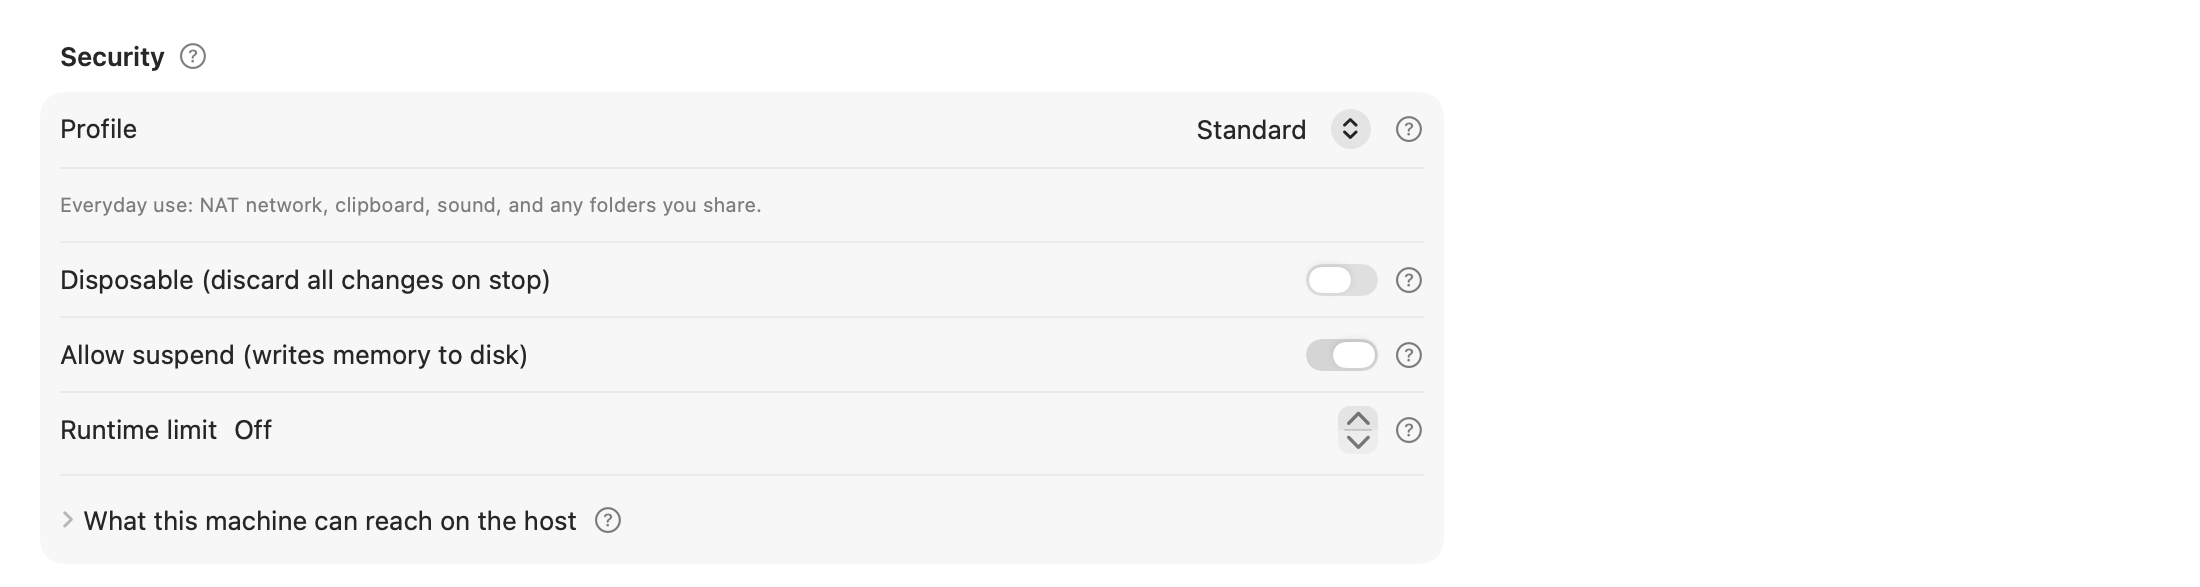 Security
Profile Standard
Everyday use: NAT network, clipboard, sound, and any folders you share.
Disposable (discard all changes on stop)
Allow suspend (writes memory to disk)
Runtime limit Off
What this machine can reach on the host